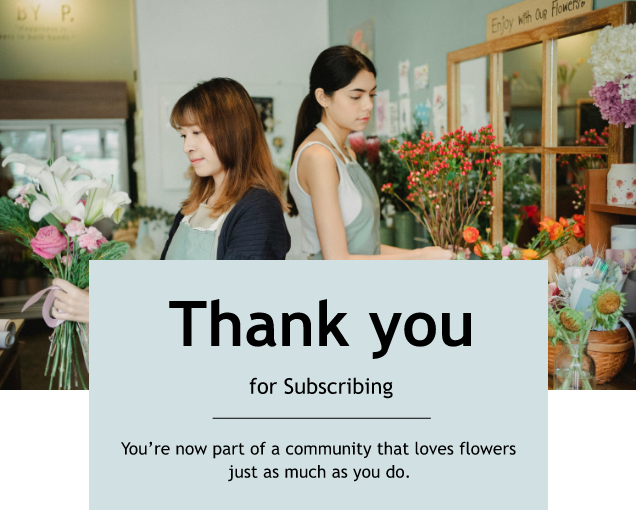 BY P.
Enjoy with Our Flowers
Thank you
for Subscribing
You're now part of a community that loves flowers
just as much as you do.